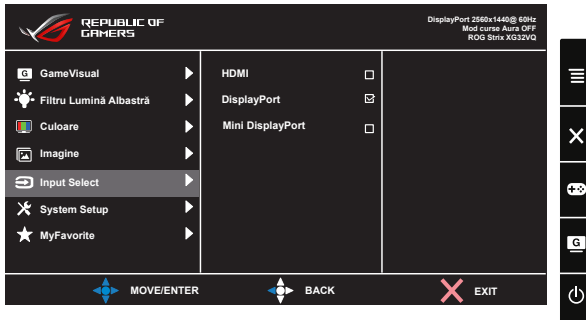 REPUBLIC OF
GAMERS
DisplayPort 2560x1440@ 60Hz
Mod curse Aura OFF
ROG Strix XG32VQ
G GameVisual
Filtru Lumină Albastră
Culoare
Imagine
Input Select
System Setup
MyFavorite
HDMI
DisplayPort
Mini DisplayPort
MOVE/ENTER
BACK
EXIT
G